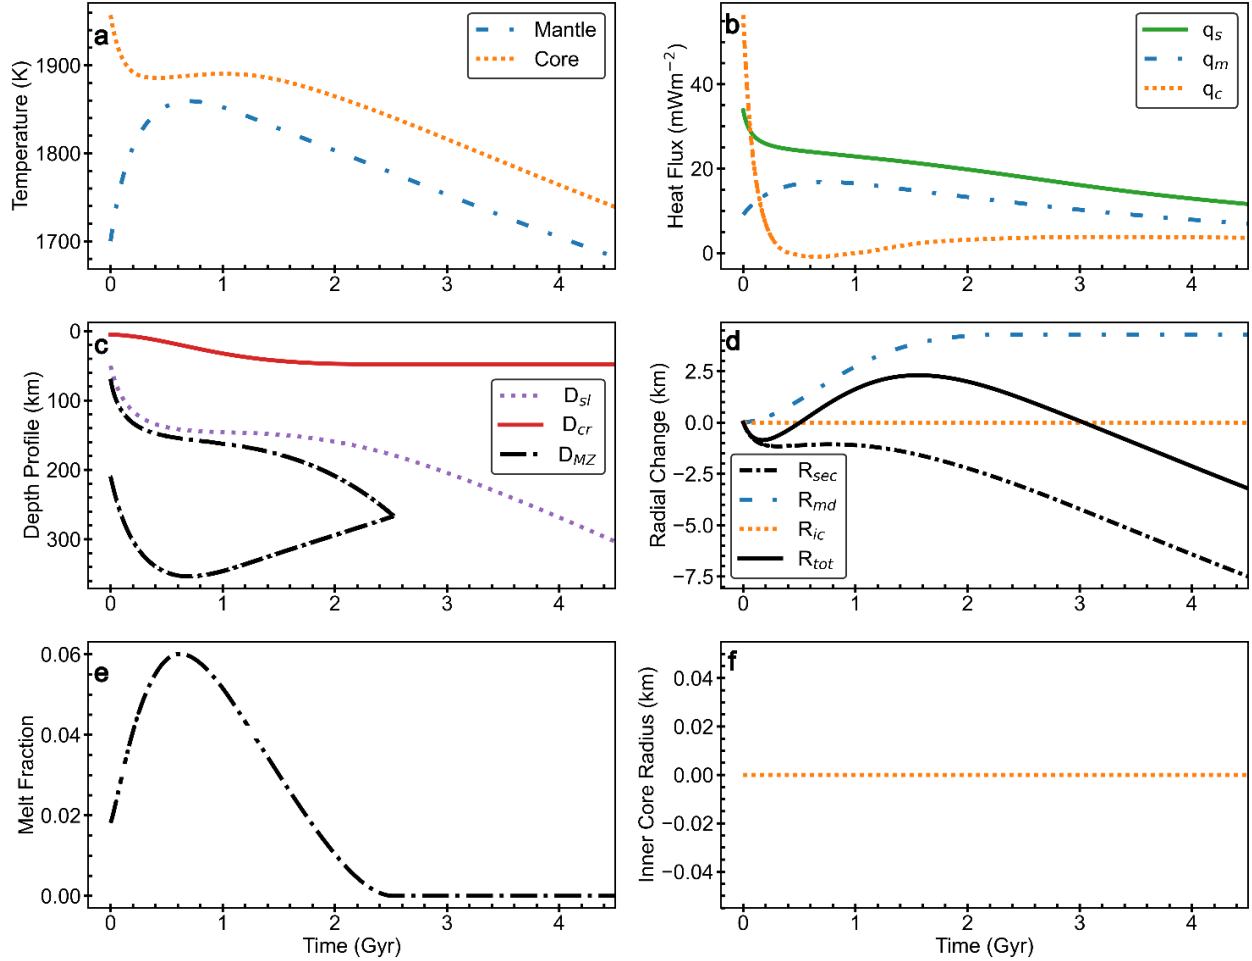 a
Mantle
Core
1900
1800
1700
0 1 2 3 4
Temperature (K)
b
q_s
q_m
q_c
40
20
0
0 1 2 3 4
Heat Flux (mWm−2)
c
D_sl
D_cr
D_MZ
0
100
200
300
0 1 2 3 4
Depth Profile (km)
d
R_sec
R_md
R_ic
R_tot
2.5
0.0
−2.5
−5.0
−7.5
0 1 2 3 4
Radial Change (km)
e
0.06
0.04
0.02
0.00
0 1 2 3 4
Melt Fraction
Time (Gyr)
f
0.04
0.02
0.00
−0.02
−0.04
0 1 2 3 4
Inner Core Radius (km)
Time (Gyr)